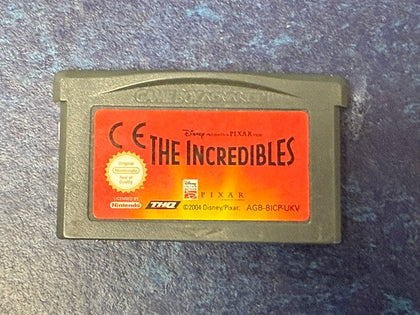 GAME BOY ADVANCE
Disney PRESENTS A PIXAR FILM
CE THE INCREDIBLES
Original
Nintendo
Seal of
Quality
LICENSED BY
Nintendo
THQ
PIXAR
©2004 Disney/Pixar. AGB-BICP-UKV